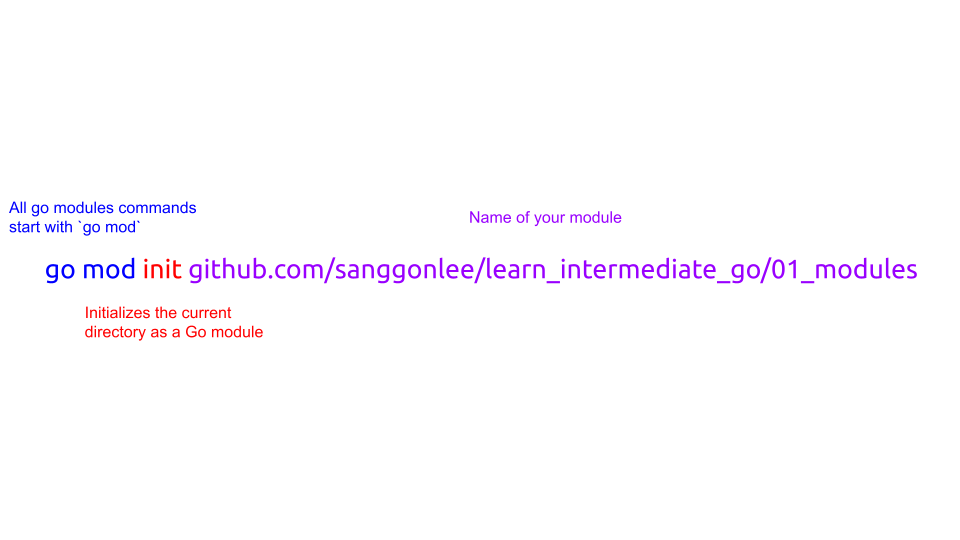 All go modules commands
start with `go mod`
Name of your module
go mod init github.com/sanggonlee/learn_intermediate_go/01_modules
Initializes the current
directory as a Go module